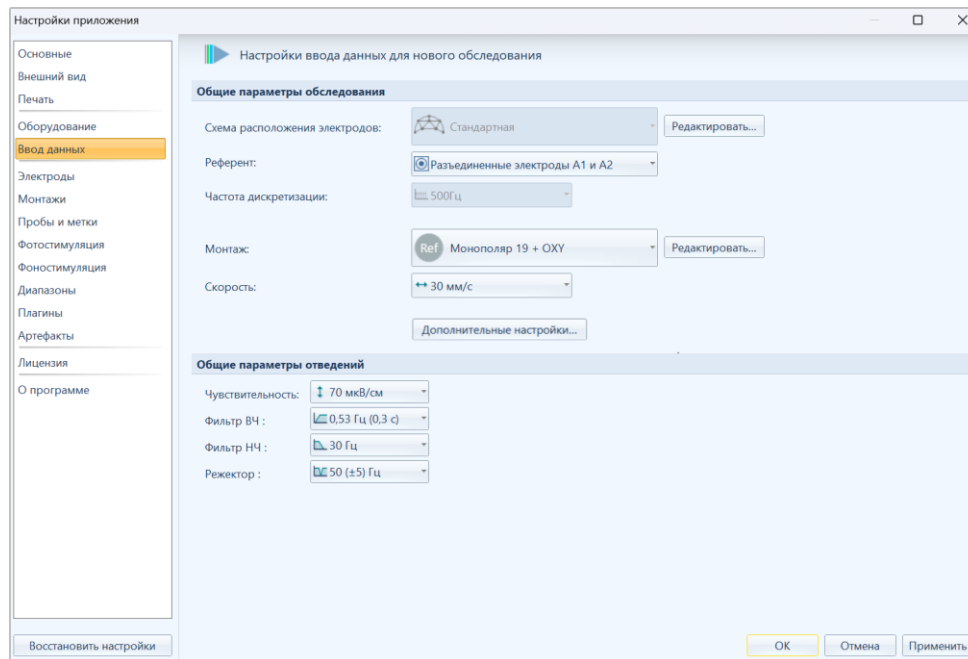 Настройки приложения
Основные
Внешний вид
Печать
Оборудование
Ввод данных
Электроды
Монтажи
Пробы и метки
Фотостимуляция
Фоностимуляция
Диапазоны
Плагины
Артефакты
Лицензия
О программе
Восстановить настройки
Настройки ввода данных для нового обследования
Общие параметры обследования
Схема расположения электродов: Стандартная Редактировать...
Референт: Разъединенные электроды А1 и А2
Частота дискретизации: 500Гц
Монтаж: Ref Монополяр 19 + OXY Редактировать...
Скорость: 30 мм/с
Дополнительные настройки...
Общие параметры отведений
Чувствительность: 70 мкВ/см
Фильтр ВЧ : 0,53 Гц (0,3 с)
Фильтр НЧ : 30 Гц
Режектор : 50 (±5) Гц
ОК Отмена Применить